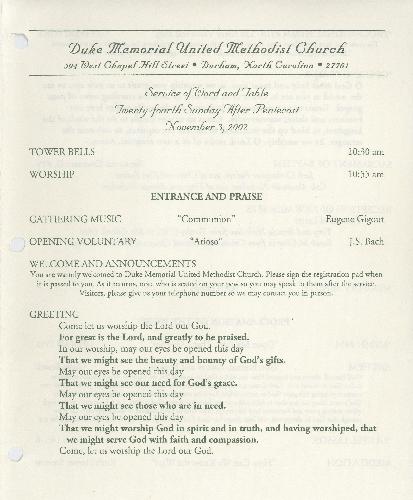 Duke Memorial United Methodist Church
504 West Chapel Hill Street • Durham, North Carolina • 27701
Service of Word and Table
Twenty-fourth Sunday After Pentecost
November 3, 2002
TOWER BELLS 10:50 am
WORSHIP 10:55 am
ENTRANCE AND PRAISE
GATHERING MUSIC "Communion" Eugene Gigout
OPENING VOLUNTARY "Arioso" J.S. Bach
WELCOME AND ANNOUNCEMENTS
You are warmly welcomed to Duke Memorial United Methodist Church. Please sign the registration pad when
it is passed to you. As it returns, note who is seated on your pew so you may speak to them after the service.
Visitors, please give us your telephone number so we may contact you in person.
GREETING
Come let us worship the Lord our God.
For great is the Lord, and greatly to be praised.
In our worship, may our eyes be opened this day
That we might see the beauty and bounty of God's gifts.
May our eyes be opened this day
That we might see our need for God's grace.
May our eyes be opened this day
That we might see those who are in need.
May our eyes be opened this day
That we might worship God in spirit and in truth, and having worshiped, that
we might serve God with faith and compassion.
Come, let us worship the Lord our God.